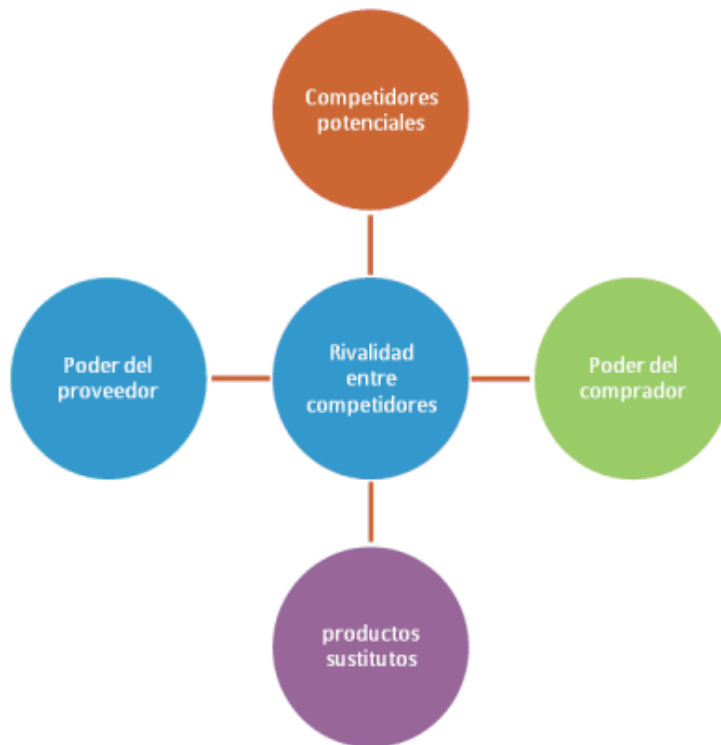 Competidores
potenciales
Poder del
proveedor
Rivalidad
entre
competidores
Poder del
comprador
productos
sustitutos